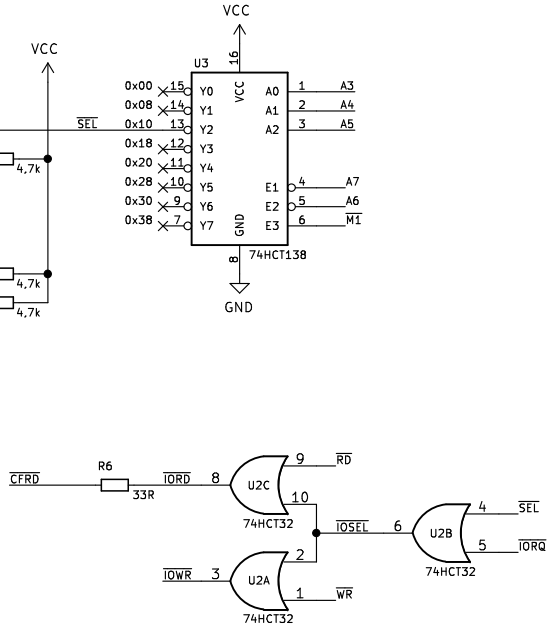 VCC
VCC
U3
16
VCC
0x00 15 Y0 A0 1 A3
0x08 14 Y1 A1 2 A4
SEL 0x10 13 Y2 A2 3 A5
0x18 12 Y3
4,7k
0x20 11 Y4
0x28 10 Y5 E1 4 A7
0x30 9 Y6 E2 5 A6
0x38 7 Y7 E3 6 M1
GND
8
74HCT138
4,7k
4,7k
GND
R6
CFRD
33R
IORD 8
U2C
9 RD
10
74HCT32
IOSEL 6
U2B
4 SEL
5 IORQ
74HCT32
IOWR 3
U2A
2
1 WR
74HCT32